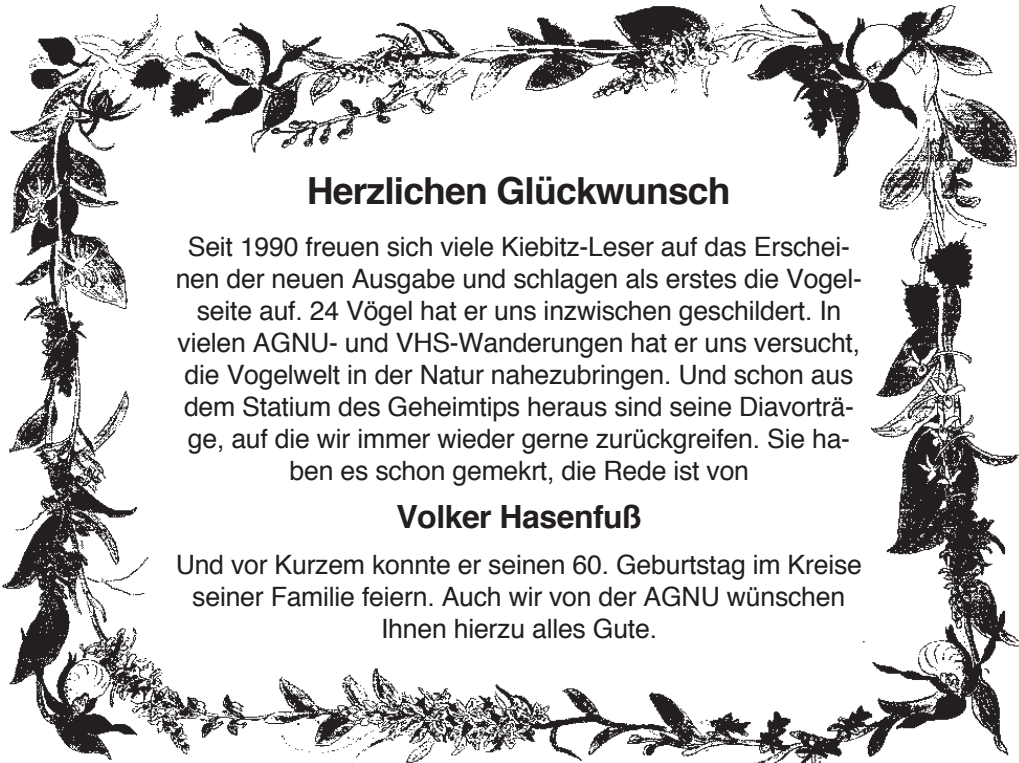 Herzlichen Glückwunsch
Seit 1990 freuen sich viele Kiebitz-Leser auf das Erschei-
nen der neuen Ausgabe und schlagen als erstes die Vogel-
seite auf. 24 Vögel hat er uns inzwischen geschildert. In
vielen AGNU- und VHS-Wanderungen hat er uns versucht,
die Vogelwelt in der Natur nahezubringen. Und schon aus
dem Statium des Geheimtips heraus sind seine Diavorträ-
ge, auf die wir immer wieder gerne zurückgreifen. Sie ha-
ben es schon gemekrt, die Rede ist von
Volker Hasenfuß
Und vor Kurzem konnte er seinen 60. Geburtstag im Kreise
seiner Familie feiern. Auch wir von der AGNU wünschen
Ihnen hierzu alles Gute.